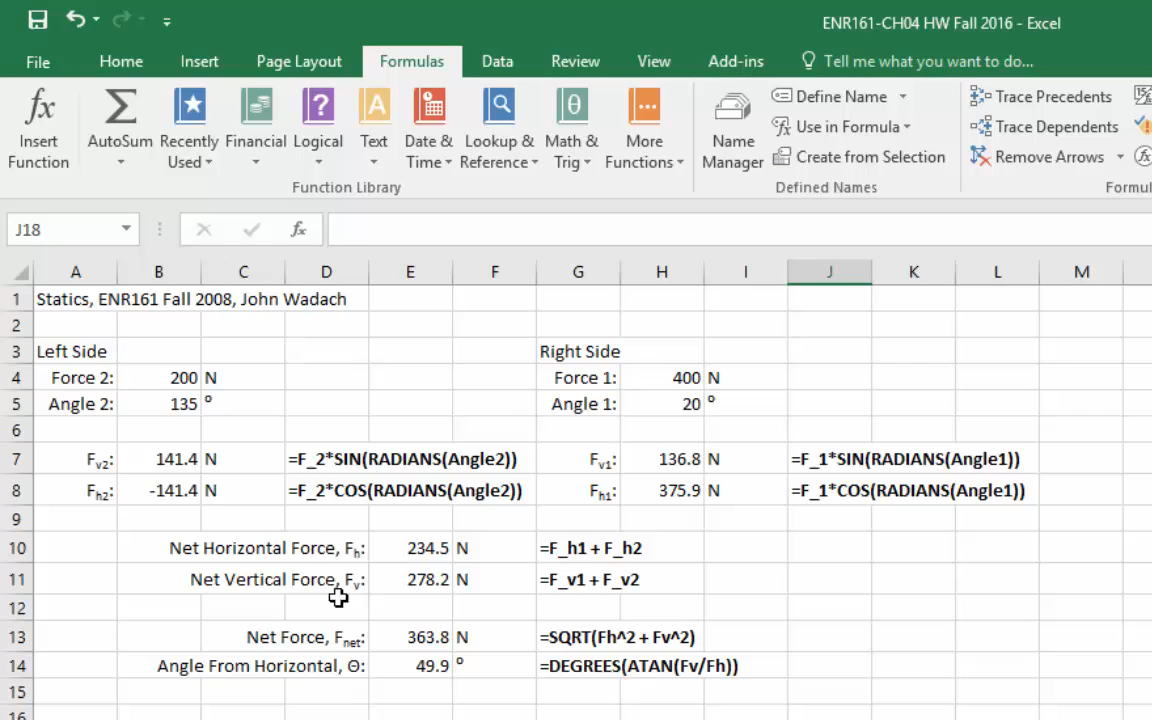 ENR161-CH04 HW Fall 2016 - Excel
File Home Insert Page Layout Formulas Data Review View Add-ins Tell me what you want to do...
fx Σ ? A θ ...
Insert Function
AutoSum
Recently Used
Financial
Logical
Text
Date & Time
Lookup & Reference
Math & Trig
More Functions
Function Library
Name Manager
Define Name
Use in Formula
Create from Selection
Defined Names
Trace Precedents
Trace Dependents
Remove Arrows
J18 fx
A B C D E F G H I J K L M
1 Statics, ENR161 Fall 2008, John Wadach
2
3 Left Side Right Side
4 Force 2: 200 N Force 1: 400 N
5 Angle 2: 135 º Angle 1: 20 º
6
7 Fv2: 141.4 N =F_2*SIN(RADIANS(Angle2)) Fv1: 136.8 N =F_1*SIN(RADIANS(Angle1))
8 Fh2: -141.4 N =F_2*COS(RADIANS(Angle2)) Fh1: 375.9 N =F_1*COS(RADIANS(Angle1))
9
10 Net Horizontal Force, Fh: 234.5 N =F_h1 + F_h2
11 Net Vertical Force, Fv: 278.2 N =F_v1 + F_v2
12
13 Net Force, Fnet: 363.8 N =SQRT(Fh^2 + Fv^2)
14 Angle From Horizontal, Θ: 49.9 º =DEGREES(ATAN(Fv/Fh))
15